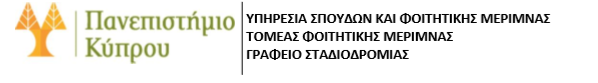 Πανεπιστήμιο
Κύπρου
ΥΠΗΡΕΣΙΑ ΣΠΟΥΔΩΝ ΚΑΙ ΦΟΙΤΗΤΙΚΗΣ ΜΕΡΙΜΝΑΣ
ΤΟΜΕΑΣ ΦΟΙΤΗΤΙΚΗΣ ΜΕΡΙΜΝΑΣ
ΓΡΑΦΕΙΟ ΣΤΑΔΙΟΔΡΟΜΙΑΣ